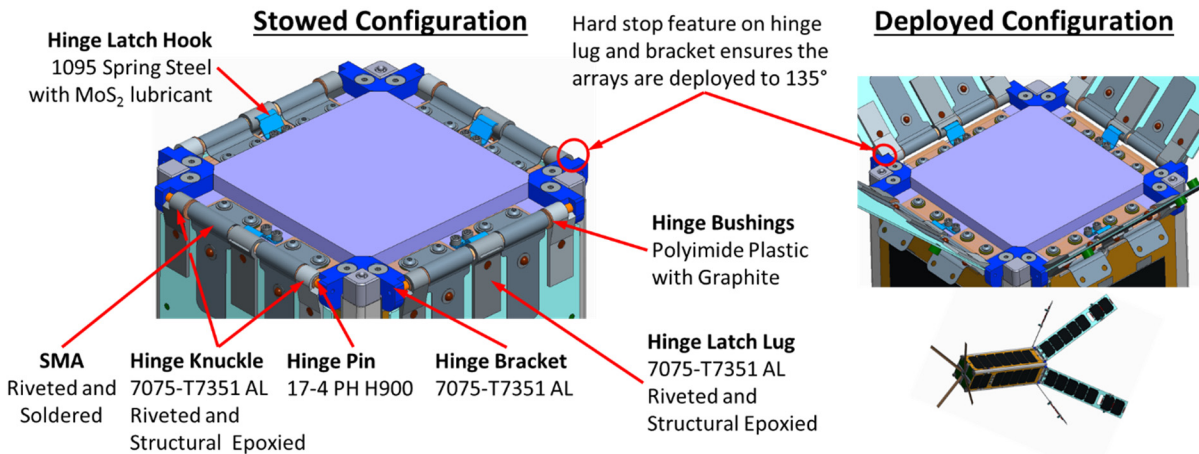 Stowed Configuration
Deployed Configuration
Hinge Latch Hook
1095 Spring Steel
with MoS₂ lubricant
Hard stop feature on hinge
lug and bracket ensures the
arrays are deployed to 135°
Hinge Bushings
Polyimide Plastic
with Graphite
SMA
Riveted and
Soldered
Hinge Knuckle
7075-T7351 AL
Riveted and
Structural Epoxied
Hinge Pin
17-4 PH H900
Hinge Bracket
7075-T7351 AL
Hinge Latch Lug
7075-T7351 AL
Riveted and
Structural Epoxied